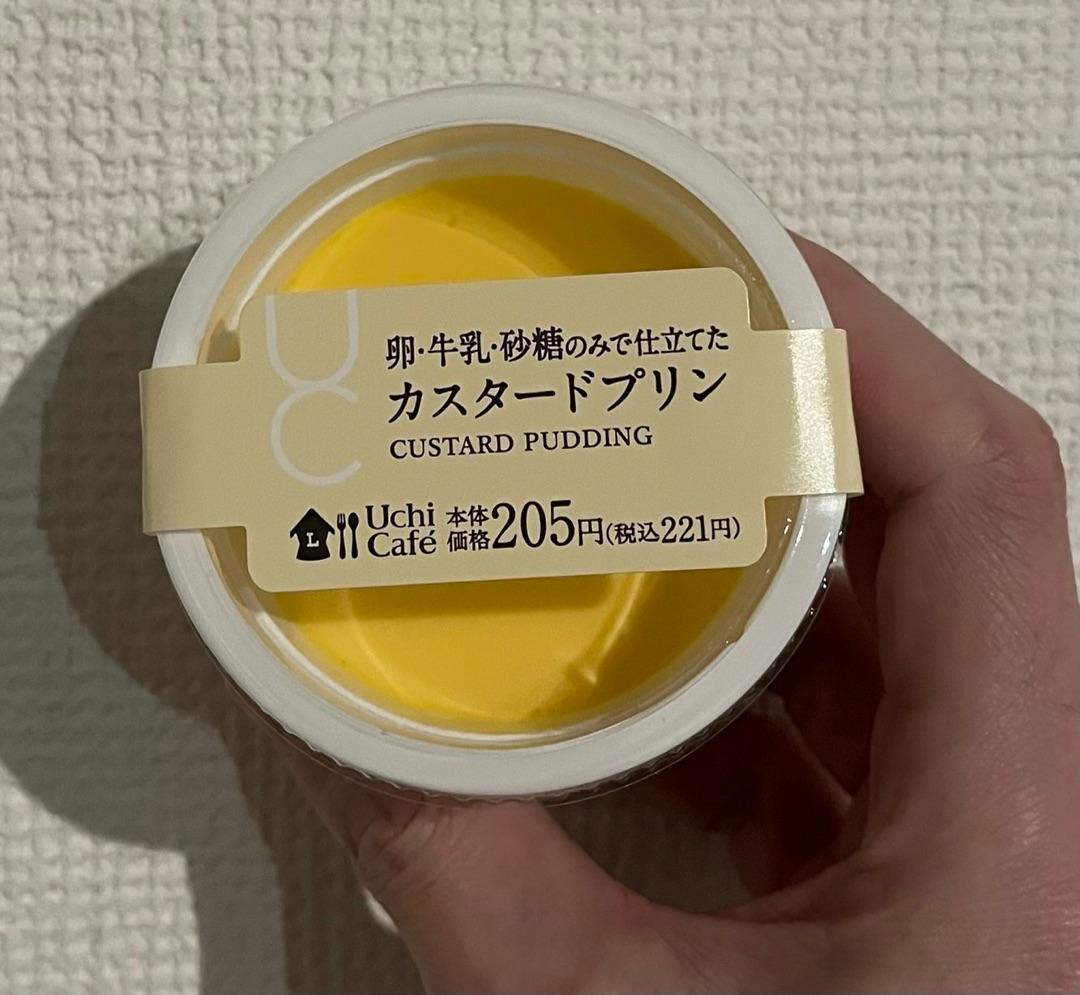 UC
卵・牛乳・砂糖のみで仕立てた
カスタードプリン
CUSTARD PUDDING
L
Uchi
Café
本体
価格205円(税込221円)